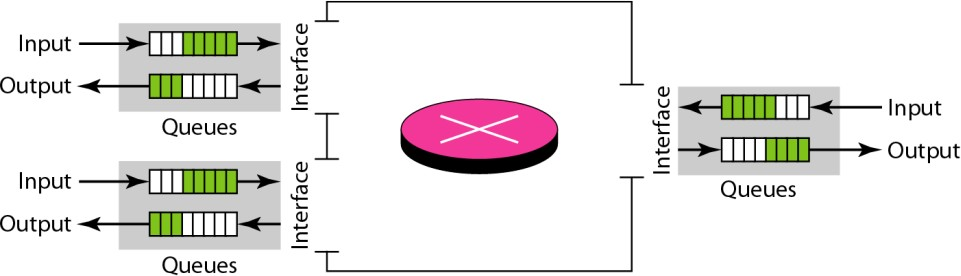 Input
Output
Queues
Interface
Input
Output
Queues
Interface
Interface
Input
Output
Queues